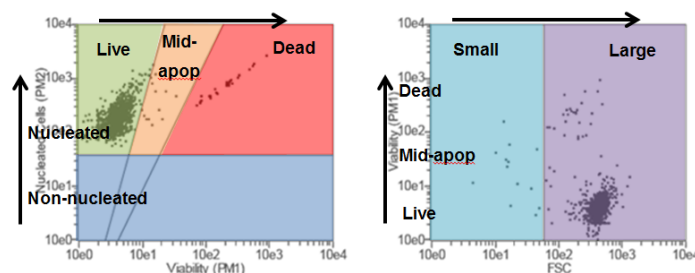 10e4
Live
Mid-
apop
Dead
10e3
Nucleated Cells (PM2)
Nucleated
10e1
Non-nucleated
10e0
10e0 10e1 10e2 10e3 10e4
Viability (PM1)
10e4
Small
Large
10e3
Dead
Viability (PM1)
10e2
Mid-apop
10e1
Live
10e0
10e0 10e1 10e2 10e3 10e4
FSC